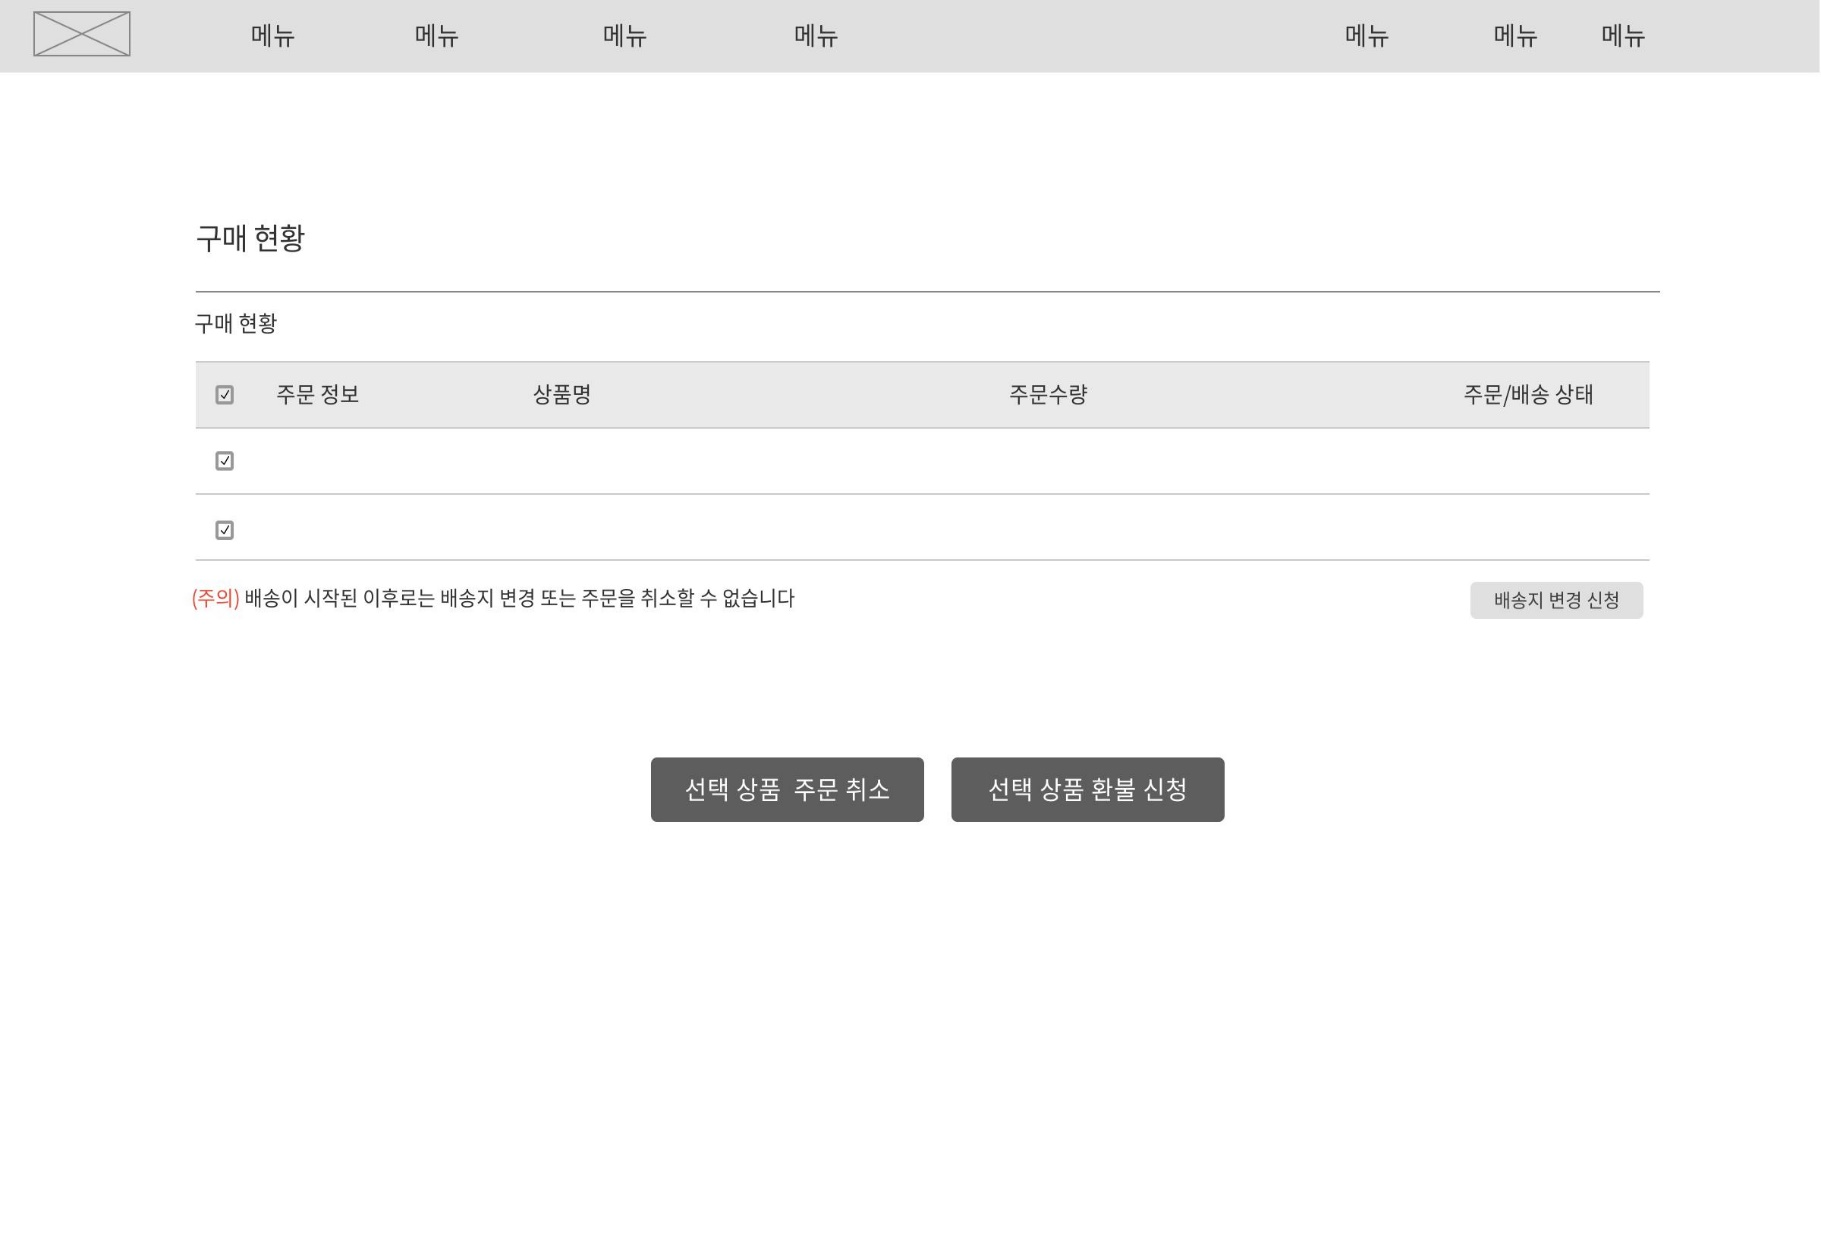 메뉴 메뉴 메뉴 메뉴 메뉴 메뉴 메뉴
구매 현황
구매 현황
주문 정보 상품명 주문수량 주문/배송 상태
(주의) 배송이 시작된 이후로는 배송지 변경 또는 주문을 취소할 수 없습니다
배송지 변경 신청
선택 상품  주문 취소
선택 상품 환불 신청